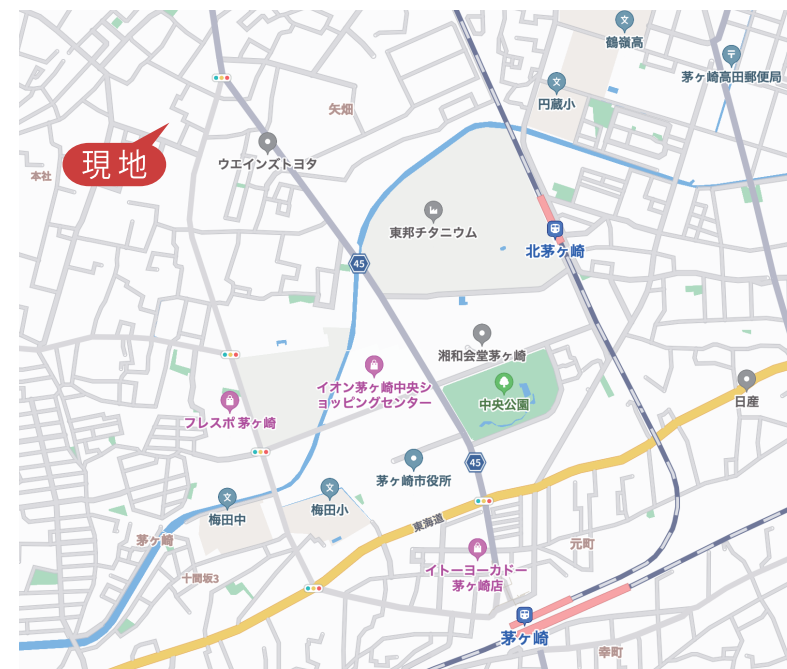 鶴嶺高
茅ヶ崎高田郵便局
円蔵小
矢畑
現地
ウエインズトヨタ
本社
東邦チタニウム
北茅ヶ崎
45
湘和会堂茅ヶ崎
イオン茅ヶ崎中央シ
ョッピングセンター
中央公園
日産
フレスポ茅ヶ崎
45
茅ヶ崎市役所
梅田中
梅田小
東海道
茅ヶ崎
元町
十間坂3
イトーヨーカドー
茅ヶ崎店
茅ヶ崎
幸町